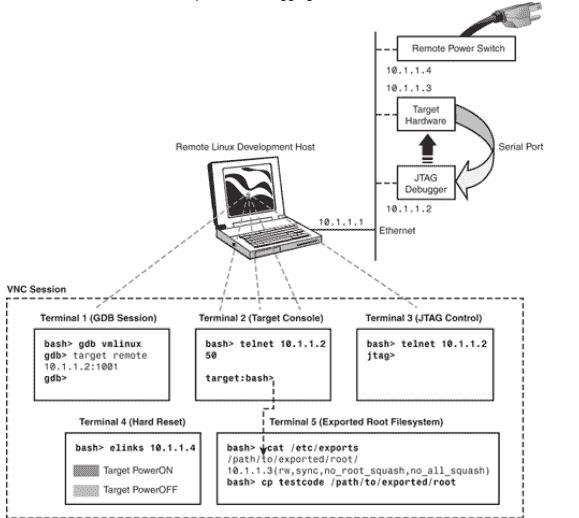 Remote Power Switch
10.1.1.4
10.1.1.3
Target
Hardware
Serial Port
Remote Linux Development Host
JTAG
Debugger
10.1.1.2
10.1.1.1
Ethernet
VNC Session
Terminal 1 (GDB Session)
bash> gdb vmlinux
gdb> target remote
10.1.1.2:1001
gdb>
Terminal 2 (Target Console)
bash> telnet 10.1.1.2
50
target:bash>
Terminal 3 (JTAG Control)
bash> telnet 10.1.1.2
jtag>
Terminal 4 (Hard Reset)
bash> elinks 10.1.1.4
Target PowerON
Target PowerOFF
Terminal 5 (Exported Root Filesystem)
bash> cat /etc/exports
/path/to/exported/root/
10.1.1.3(rw,sync,no_root_squash,no_all_squash)
bash> cp testcode /path/to/exported/root